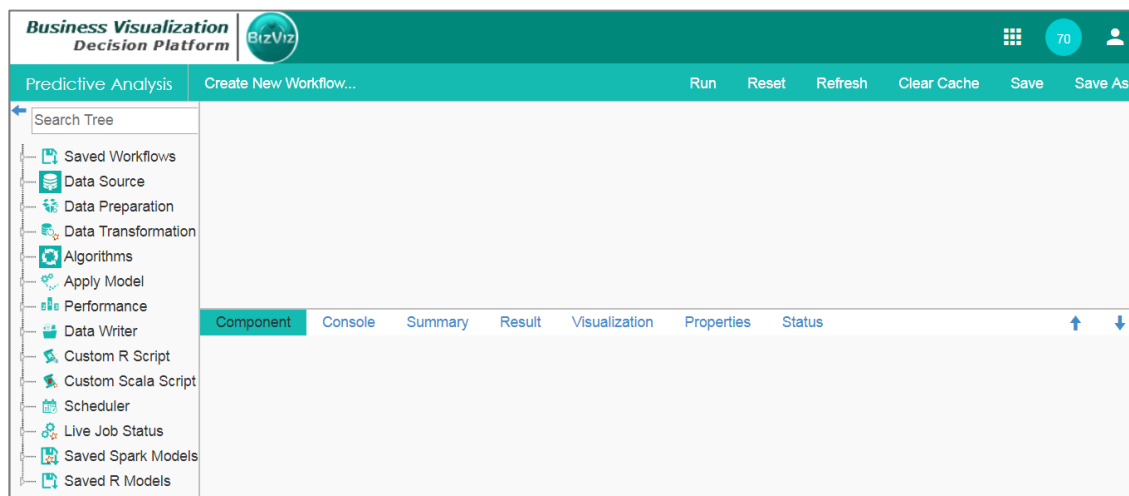 Business Visualization
Decision Platform
BizViz
70
Predictive Analysis
Create New Workflow...
Run
Reset
Refresh
Clear Cache
Save
Save As
Search Tree
Saved Workflows
Data Source
Data Preparation
Data Transformation
Algorithms
Apply Model
Performance
Data Writer
Custom R Script
Custom Scala Script
Scheduler
Live Job Status
Saved Spark Models
Saved R Models
Component
Console
Summary
Result
Visualization
Properties
Status